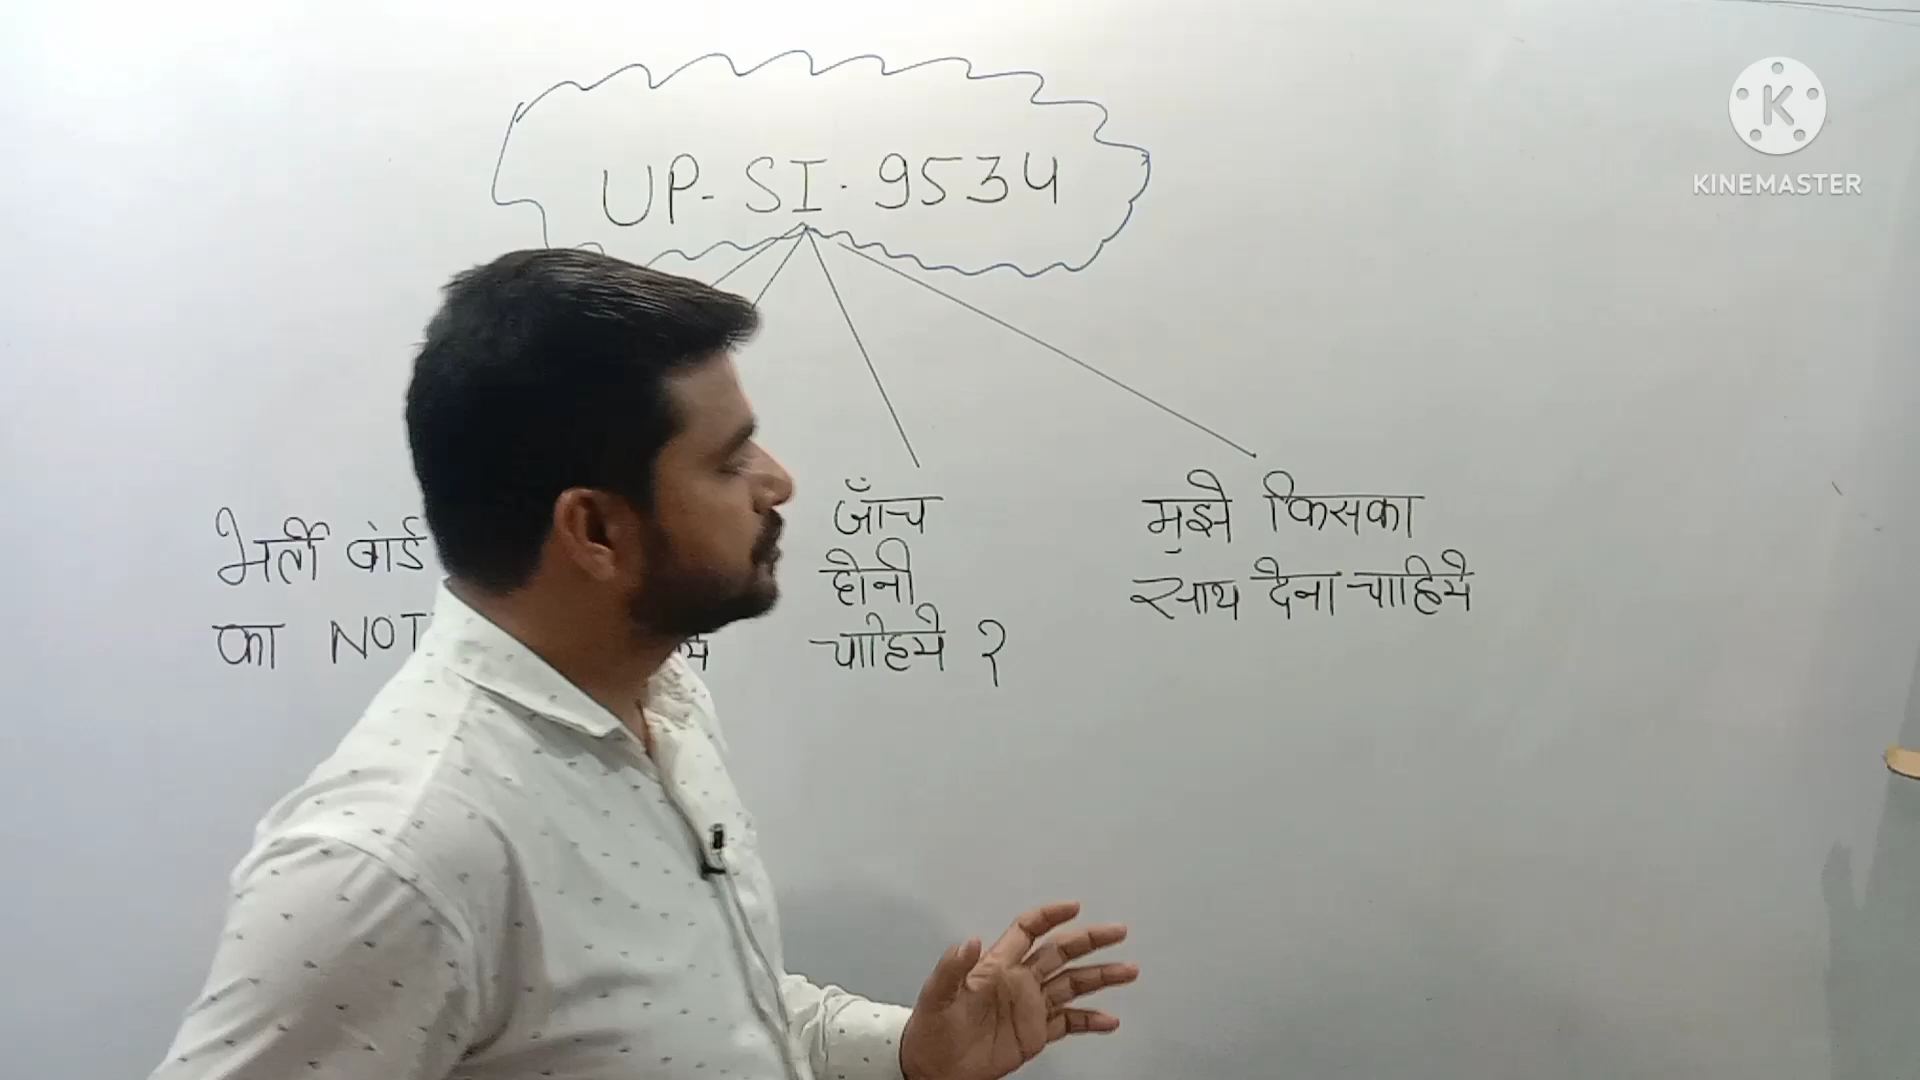 UP-SI-9534
KINEMASTER
भर्ती बोर्ड
का NOT
जाँच
होनी
चाहिये ?
मुझे किसका
साथ देना चाहिये